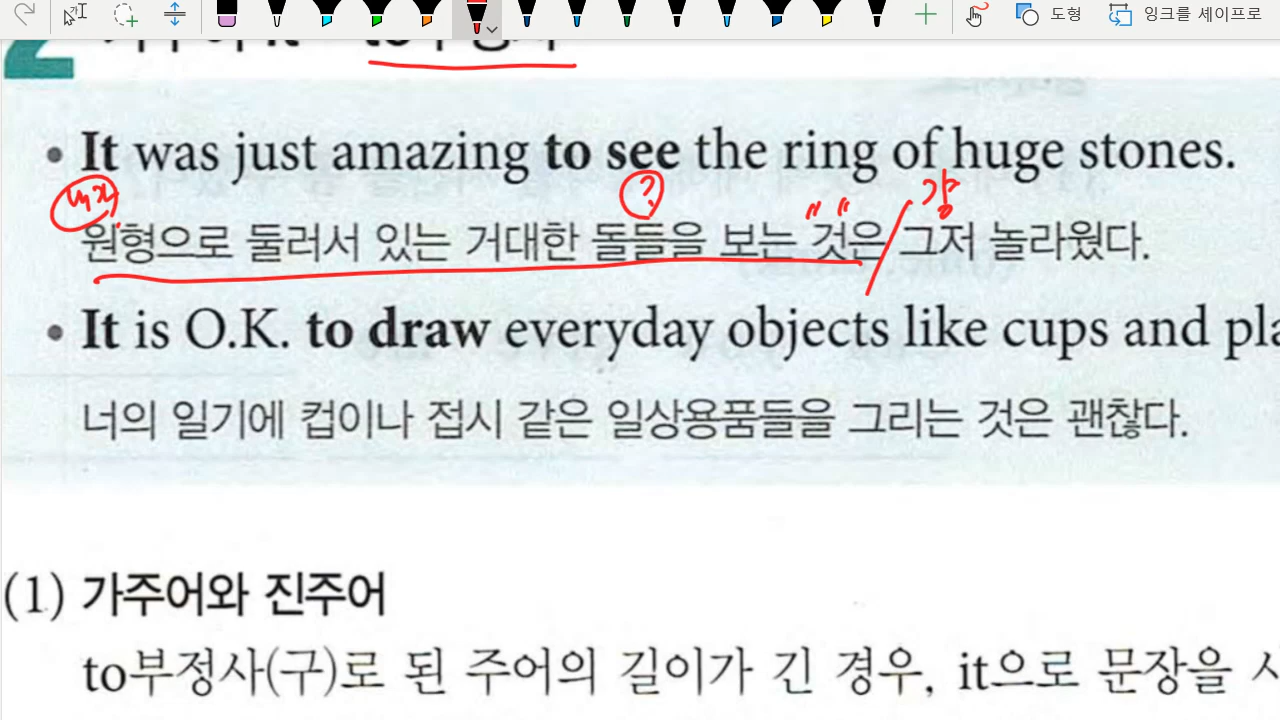 도형 잉크를 셰이프로
• It was just amazing to see the ring of huge stones.
?
원형으로 둘러서 있는 거대한 돌들을 보는 것은 그저 놀라웠다.
• It is O.K. to draw everyday objects like cups and pla
너의 일기에 컵이나 접시 같은 일상용품들을 그리는 것은 괜찮다.
(1) 가주어와 진주어
to부정사(구)로 된 주어의 길이가 긴 경우, it으로 문장을